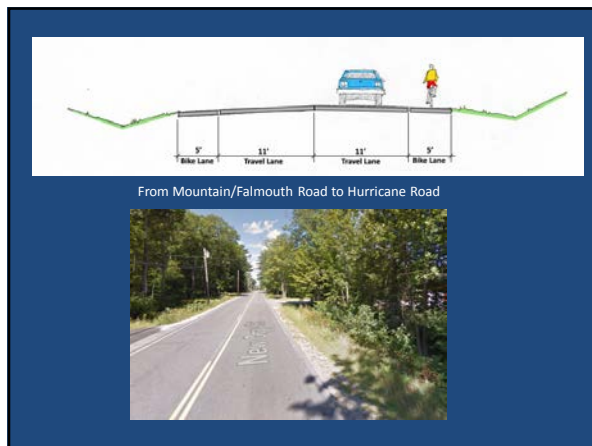 5' 11' 11' 5'
Bike Lane Travel Lane Travel Lane Bike Lane
From Mountain/Falmouth Road to Hurricane Road